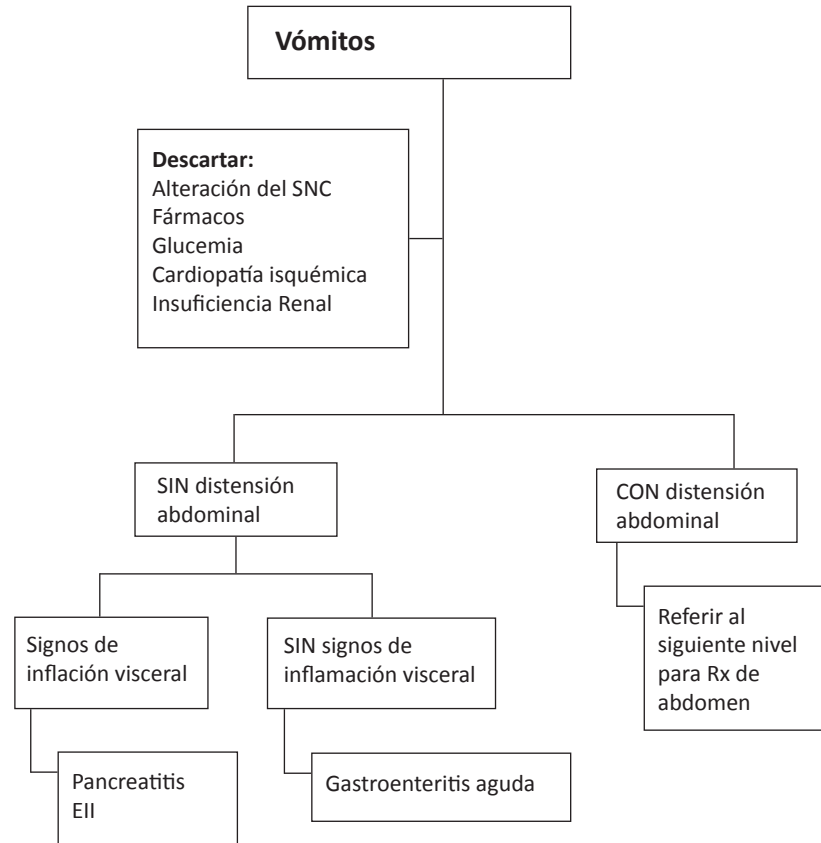 Vómitos
Descartar:
Alteración del SNC
Fármacos
Glucemia
Cardiopatía isquémica
Insuficiencia Renal
SIN distensión
abdominal
CON distensión
abdominal
Signos de
inflación visceral
SIN signos de
inflamación visceral
Referir al
siguiente nivel
para Rx de
abdomen
Pancreatitis
EII
Gastroenteritis aguda